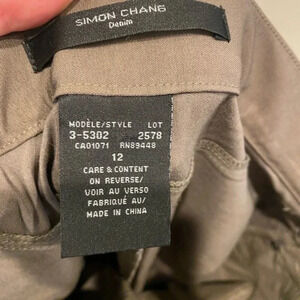 SIMON CHANG
Denim
MODÈLE/STYLE LOT
3-5302 2578
CA01071 RN89448
12
CARE & CONTENT
ON REVERSE/
VOIR AU VERSO
FABRIQUÉ AU/
MADE IN CHINA